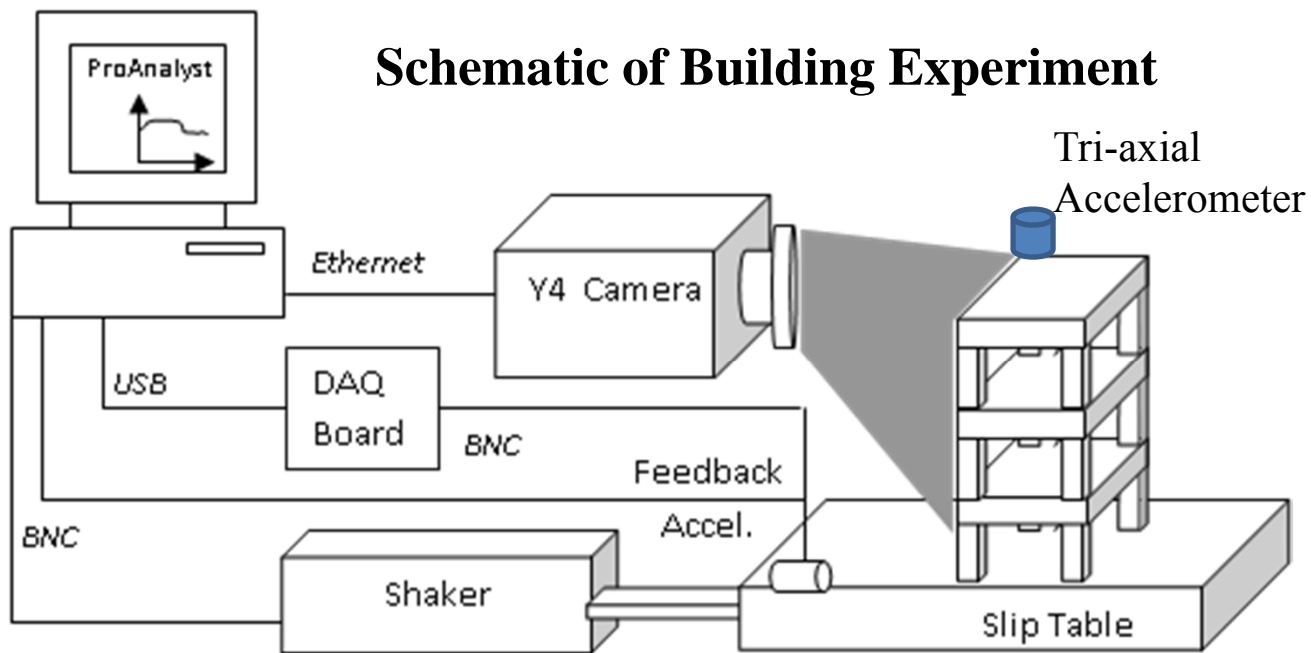 Schematic of Building Experiment
ProAnalyst
Tri-axial
Accelerometer
Ethernet
Y4 Camera
USB
DAQ
Board
BNC
Feedback
Accel.
BNC
Shaker
Slip Table